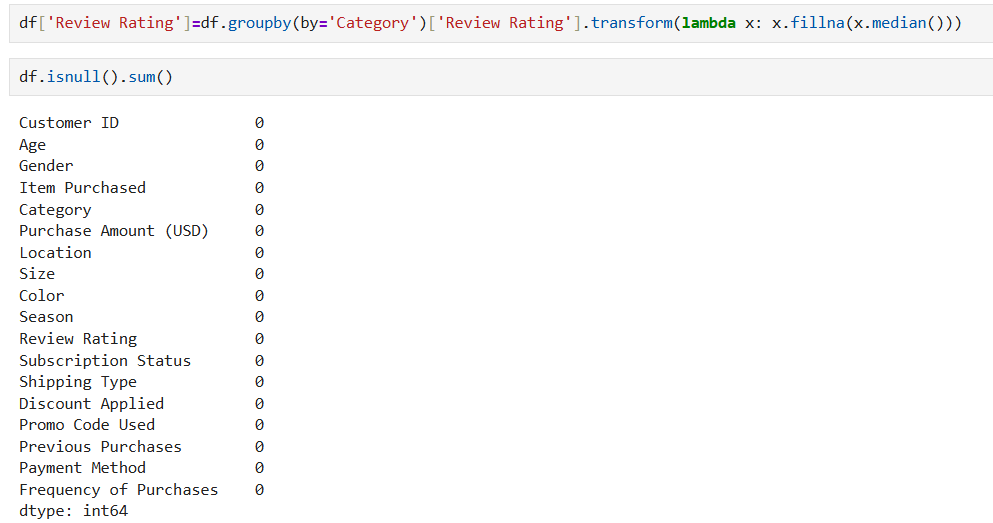 df['Review Rating']=df.groupby(by='Category')['Review Rating'].transform(lambda x: x.fillna(x.median()))
df.isnull().sum()
Customer ID 0
Age 0
Gender 0
Item Purchased 0
Category 0
Purchase Amount (USD) 0
Location 0
Size 0
Color 0
Season 0
Review Rating 0
Subscription Status 0
Shipping Type 0
Discount Applied 0
Promo Code Used 0
Previous Purchases 0
Payment Method 0
Frequency of Purchases 0
dtype: int64